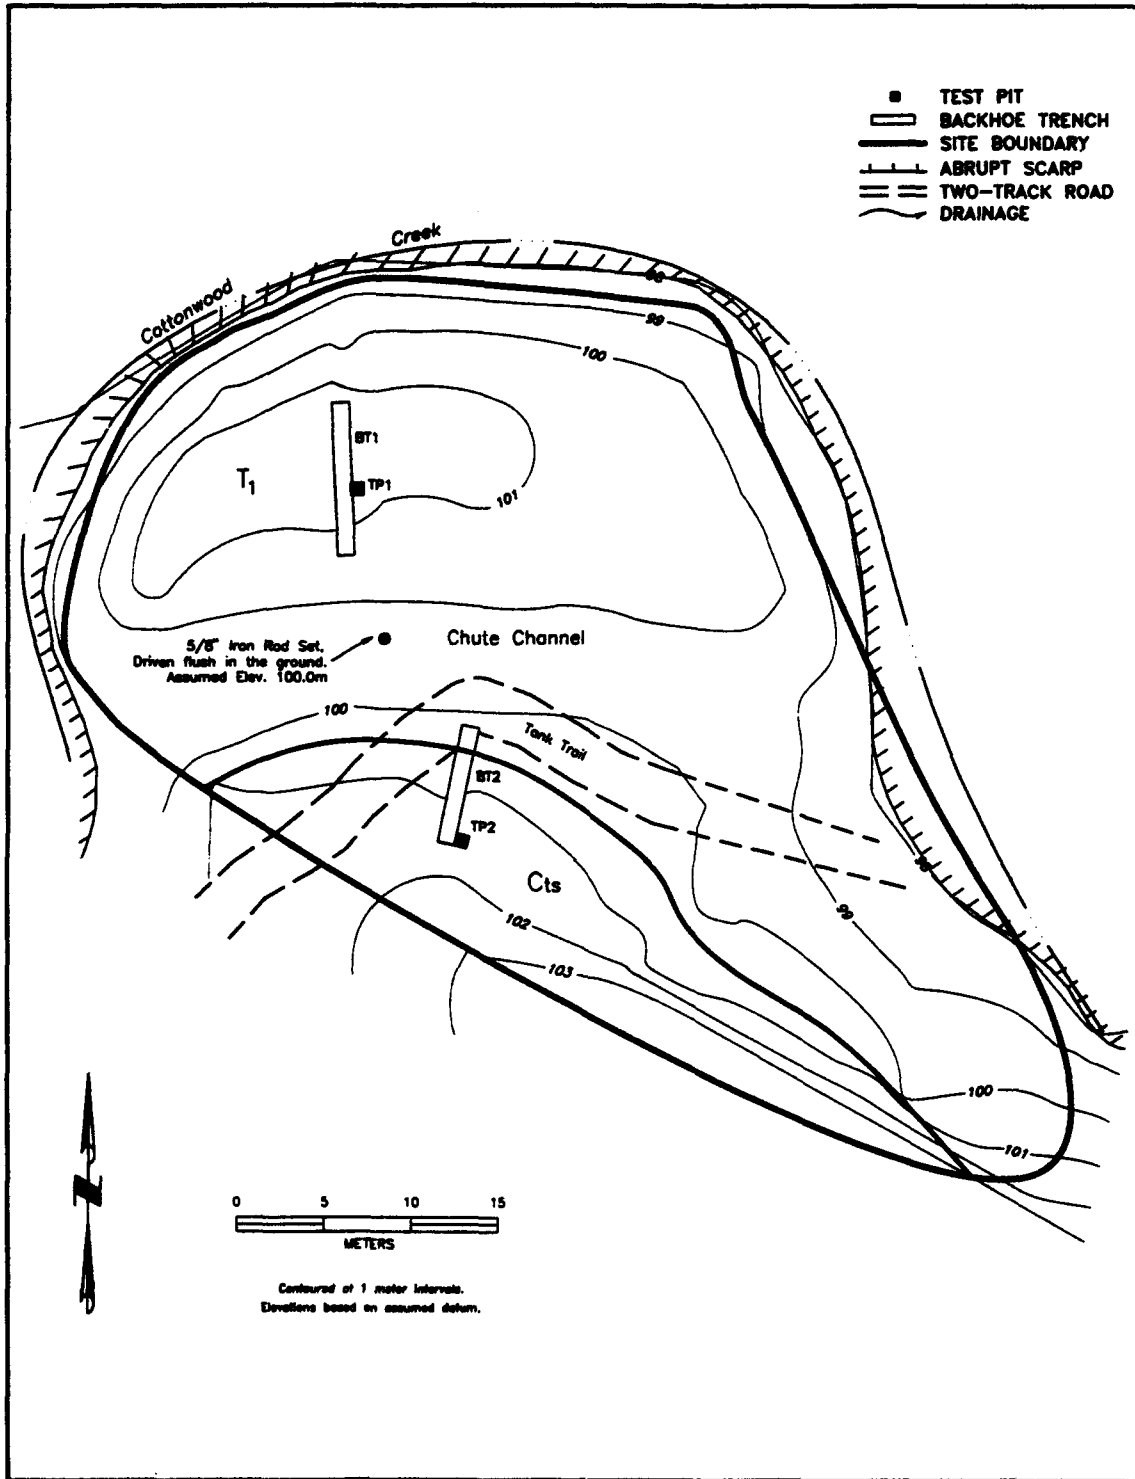 TEST PIT
BACKHOE TRENCH
SITE BOUNDARY
ABRUPT SCARP
TWO-TRACK ROAD
DRAINAGE
Cottonwood Creek
98
99
100
BT1
T1
TP1
101
5/8" Iron Rod Set.
Driven flush in the ground.
Assumed Elev. 100.0m
Chute Channel
100
Tank Trail
BT2
TP2
98
Cts
99
102
103
100
101
N
0 5 10 15
METERS
Contoured at 1 meter intervals.
Elevations based on assumed datum.